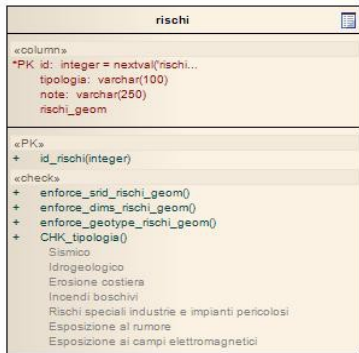 rischi
«column»
*PK id: integer = nextval('rischi...
tipologia: varchar(100)
note: varchar(250)
rischi_geom
«PK»
+ id_rischi(integer)
«check»
+ enforce_srid_rischi_geom()
+ enforce_dims_rischi_geom()
+ enforce_geotype_rischi_geom()
+ CHK_tipologia()
Sismico
Idrogeologico
Erosione costiera
Incendi boschivi
Rischi speciali industrie e impianti pericolosi
Esposizione al rumore
Esposizione ai campi elettromagnetici